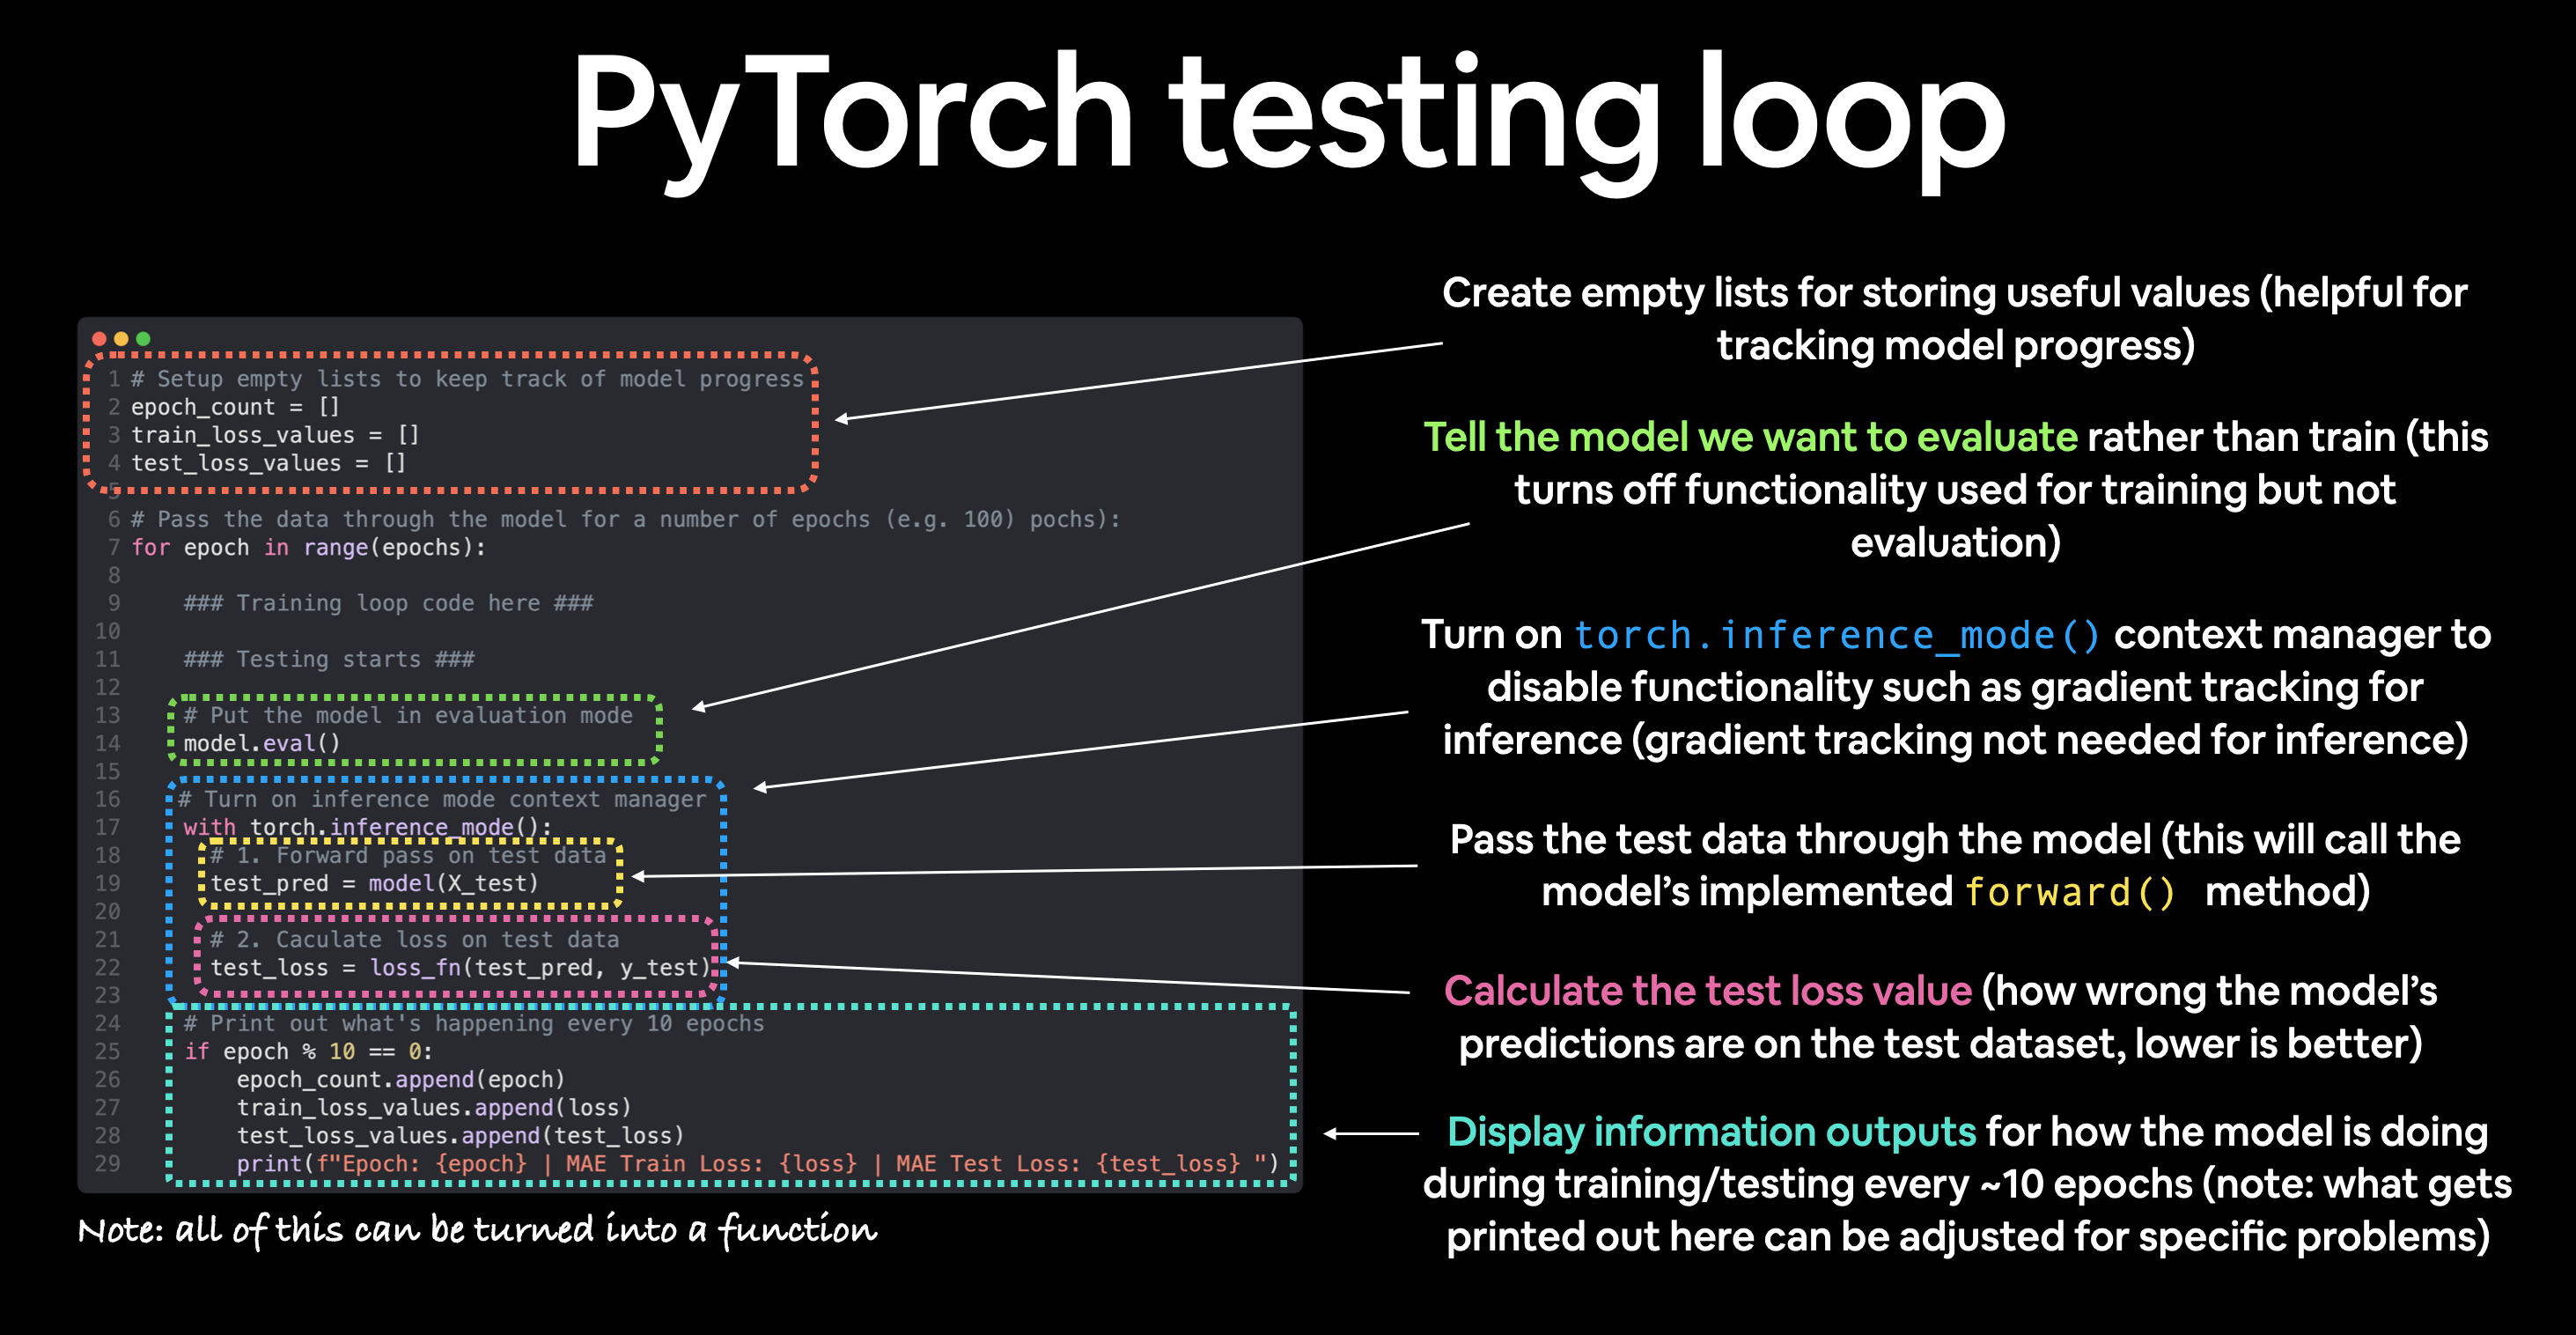 PyTorch testing loop
1 # Setup empty lists to keep track of model progress
2 epoch_count = []
3 train_loss_values = []
4 test_loss_values = []
5
6 # Pass the data through the model for a number of epochs (e.g. 100) pochs):
7 for epoch in range(epochs):
8
9 ### Training loop code here ###
10
11 ### Testing starts ###
12
13 # Put the model in evaluation mode
14 model.eval()
15
16 # Turn on inference mode context manager
17 with torch.inference_mode():
18 # 1. Forward pass on test data
19 test_pred = model(X_test)
20
21 # 2. Caculate loss on test data
22 test_loss = loss_fn(test_pred, y_test)
23
24 # Print out what's happening every 10 epochs
25 if epoch % 10 == 0:
26 epoch_count.append(epoch)
27 train_loss_values.append(loss)
28 test_loss_values.append(test_loss)
29 print(f"Epoch: {epoch} | MAE Train Loss: {loss} | MAE Test Loss: {test_loss} ")
Note: all of this can be turned into a function
Create empty lists for storing useful values (helpful for
tracking model progress)
Tell the model we want to evaluate rather than train (this
turns off functionality used for training but not
evaluation)
Turn on torch.inference_mode() context manager to
disable functionality such as gradient tracking for
inference (gradient tracking not needed for inference)
Pass the test data through the model (this will call the
model’s implemented forward() method)
Calculate the test loss value (how wrong the model’s
predictions are on the test dataset, lower is better)
Display information outputs for how the model is doing
during training/testing every ~10 epochs (note: what gets
printed out here can be adjusted for specific problems)